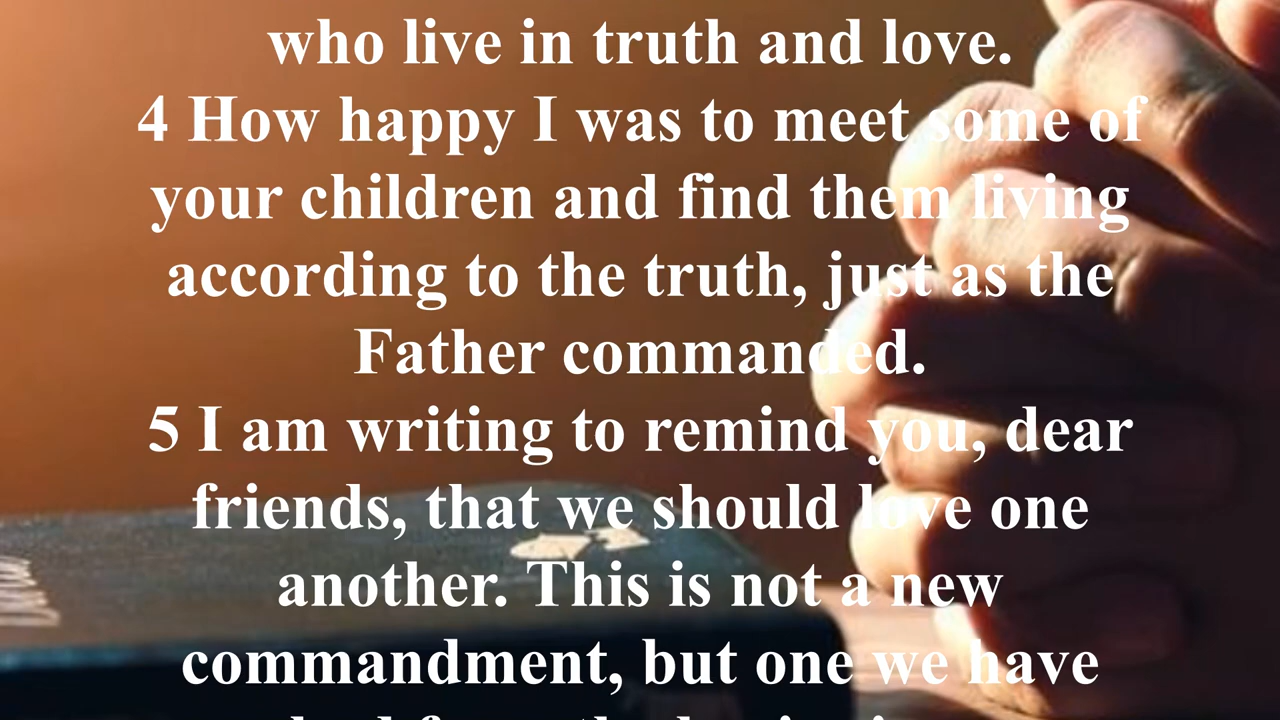 who live in truth and love.
4 How happy I was to meet some of
your children and find them living
according to the truth, just as the
Father commanded.
5 I am writing to remind you, dear
friends, that we should love one
another. This is not a new
commandment, but one we have